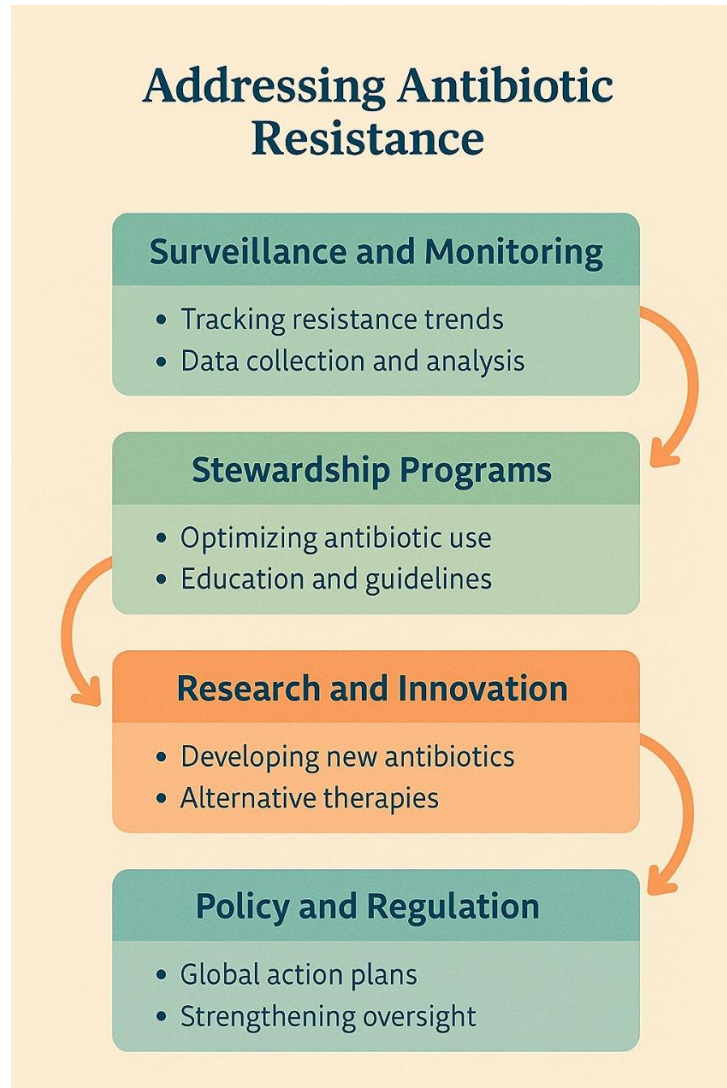 Addressing Antibiotic
Resistance
Surveillance and Monitoring
• Tracking resistance trends
• Data collection and analysis
Stewardship Programs
• Optimizing antibiotic use
• Education and guidelines
Research and Innovation
• Developing new antibiotics
• Alternative therapies
Policy and Regulation
• Global action plans
• Strengthening oversight